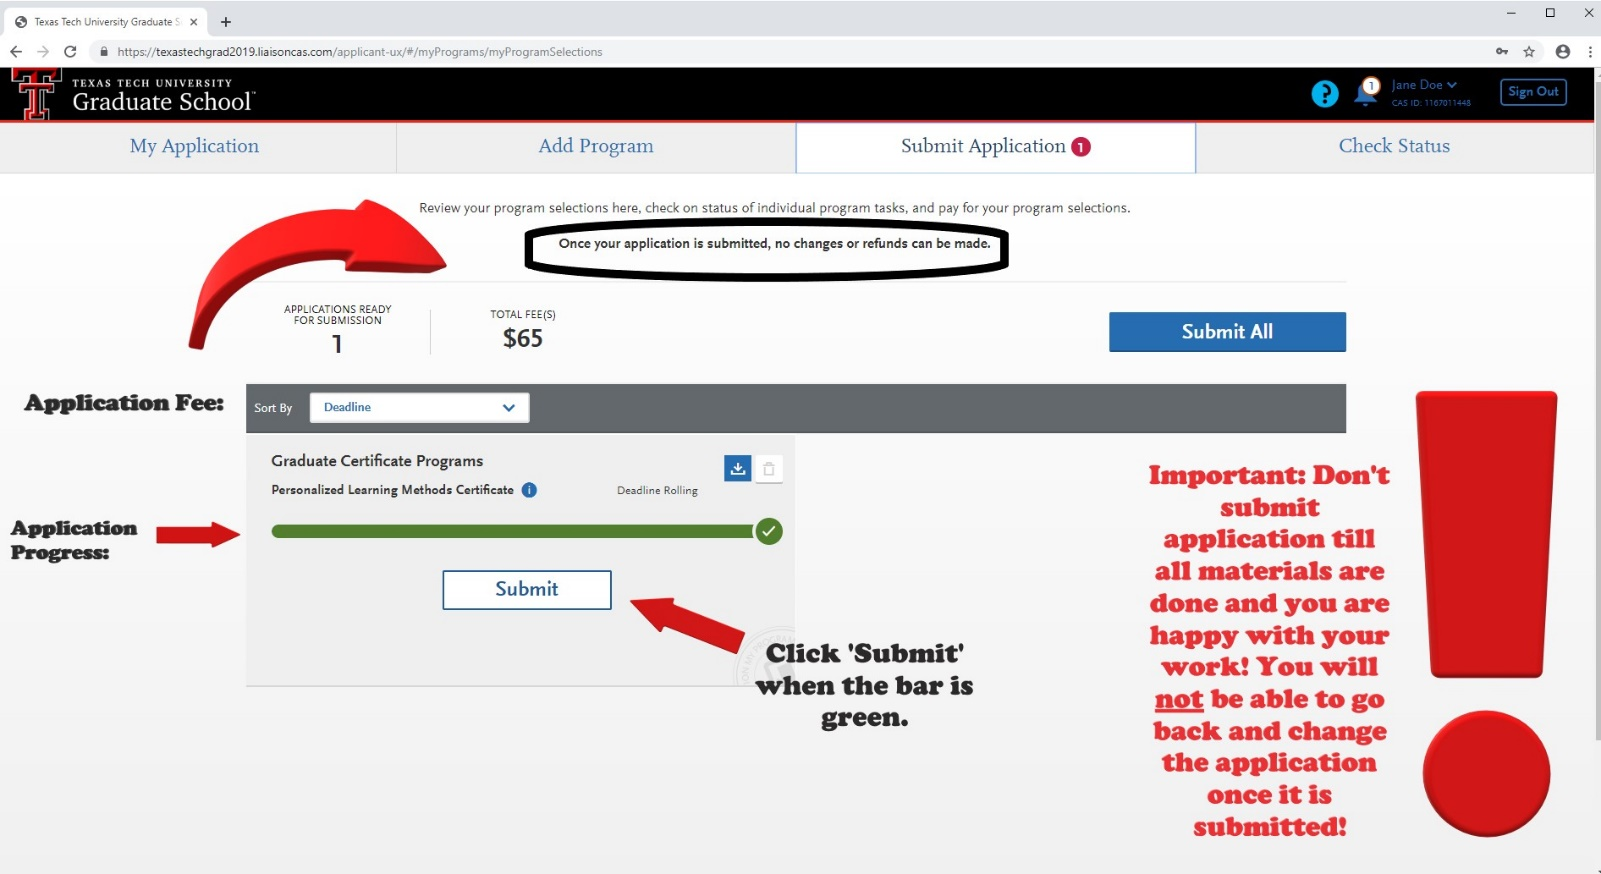 Texas Tech University Graduate S
https://texastechgrad2019.liaisoncas.com/applicant-ux/#/myPrograms/myProgramSelections
TEXAS TECH UNIVERSITY
Graduate School™
1
Jane Doe
CAS ID: 1167011448
Sign Out
My Application
Add Program
Submit Application 1
Check Status
Review your program selections here, check on status of individual program tasks, and pay for your program selections.
Once your application is submitted, no changes or refunds can be made.
APPLICATIONS READY
FOR SUBMISSION
1
TOTAL FEE(S)
$65
Submit All
Application Fee:
Sort By
Deadline
Graduate Certificate Programs
Personalized Learning Methods Certificate
Deadline Rolling
Application
Progress:
Submit
Click 'Submit'
when the bar is
green.
Important: Don't
submit
application till
all materials are
done and you are
happy with your
work! You will
not be able to go
back and change
the application
once it is
submitted!